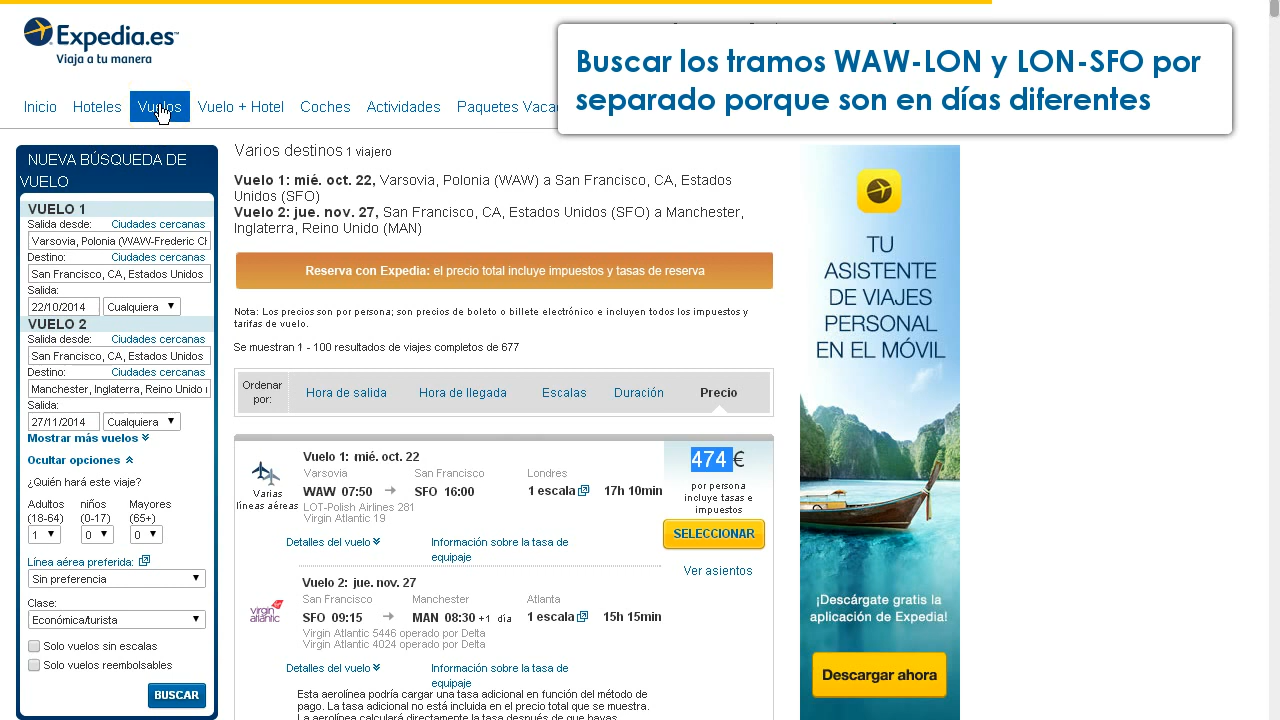 Expedia.es™
Viaja a tu manera
Buscar los tramos WAW-LON y LON-SFO por
separado porque son en días diferentes
Inicio Hoteles Vuelos Vuelo + Hotel Coches Actividades Paquetes Vacac
NUEVA BÚSQUEDA DE
VUELO
VUELO 1
Salida desde: Ciudades cercanas
Varsovia, Polonia (WAW-Frederic Ch
Destino: Ciudades cercanas
San Francisco, CA, Estados Unidos
Salida:
22/10/2014 Cualquiera
VUELO 2
Salida desde: Ciudades cercanas
San Francisco, CA, Estados Unidos
Destino: Ciudades cercanas
Manchester, Inglaterra, Reino Unido
Salida:
27/11/2014 Cualquiera
Mostrar más vuelos
Ocultar opciones
¿Quién hará este viaje?
Adultos niños Mayores
(18-64) (0-17) (65+)
1 0 0
Línea aérea preferida:
Sin preferencia
Clase:
Económica/turista
Solo vuelos sin escalas
Solo vuelos reembolsables
BUSCAR
Varios destinos 1 viajero
Vuelo 1: mié. oct. 22, Varsovia, Polonia (WAW) a San Francisco, CA, Estados
Unidos (SFO)
Vuelo 2: jue. nov. 27, San Francisco, CA, Estados Unidos (SFO) a Manchester,
Inglaterra, Reino Unido (MAN)
Reserva con Expedia: el precio total incluye impuestos y tasas de reserva
Nota: Los precios son por persona; son precios de boleto o billete electrónico e incluyen todos los impuestos y
tarifas de vuelo.
Se muestran 1 - 100 resultados de viajes completos de 677
Ordenar
por:
Hora de salida Hora de llegada Escalas Duración Precio
Vuelo 1: mié. oct. 22
Varsovia San Francisco Londres
WAW 07:50 SFO 16:00 1 escala 17h 10min
Varias
líneas aéreas
LOT-Polish Airlines 281
Virgin Atlantic 19
Detalles del vuelo Información sobre la tasa de
equipaje
474 €
por persona
incluye tasas e
impuestos
SELECCIONAR
Ver asientos
Vuelo 2: jue. nov. 27
San Francisco Manchester Atlanta
SFO 09:15 MAN 08:30 +1 día 1 escala 15h 15min
virgin
atlantic
Virgin Atlantic 5446 operado por Delta
Virgin Atlantic 4024 operado por Delta
Detalles del vuelo Información sobre la tasa de
equipaje
Esta aerolínea podría cargar una tasa adicional en función del método de
pago. La tasa adicional no está incluida en el precio total que se muestra.
La aerolínea calculará directamente la tasa después de que hayas
TU
ASISTENTE
DE VIAJES
PERSONAL
EN EL MÓVIL
¡Descárgate gratis la
aplicación de Expedia!
Descargar ahora